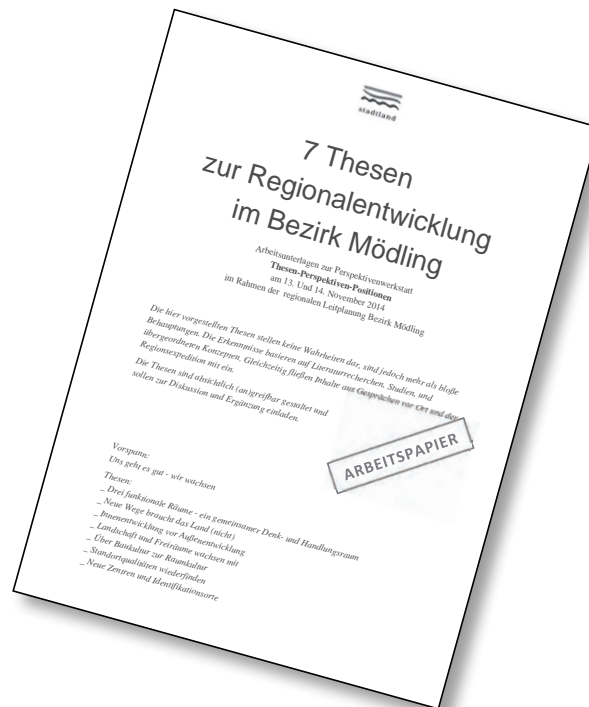 stadtland
7 Thesen
zur Regionalentwicklung
im Bezirk Mödling
Arbeitsunterlagen zur Perspektivenwerkstatt
Thesen-Perspektiven-Positionen
am 13. Und 14. November 2014
im Rahmen der regionalen Leitplanung Bezirk Mödling
Die hier vorgestellten Thesen stellen keine Wahrheiten dar, sind jedoch mehr als bloße
Behauptungen. Die Erkenntnisse basieren auf Literaturrecherchen, Studien, und
übergeordneten Konzepten. Gleichzeitig fließen Inhalte aus Gesprächen vor Ort und der
Regionsexpedition mit ein.
Die Thesen sind absichtlich (an)greifbar gestaltet und
sollen zur Diskussion und Ergänzung einladen.
ARBEITSPAPIER
Vorspann:
Uns geht es gut - wir wachsen
Thesen:
_ Drei funktionale Räume - ein gemeinsamer Denk- und Handlungsraum
_ Neue Wege braucht das Land (nicht)
_ Innenentwicklung vor Außenentwicklung
_ Landschaft und Freiräume wachsen mit
_ Über Baukultur zur Raumkultur
_ Standortqualitäten wiederfinden
_ Neue Zentren und Identifikationsorte